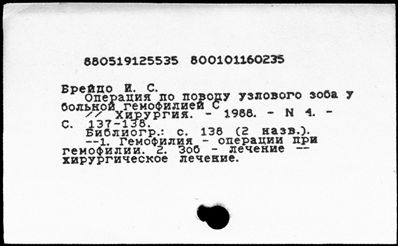 880519125535 800101160235
Брейдо И. С.
Операция по поводу узлового зоба у
больной гемофилией С
// Хирургия. - 1988. - N 4. -
С. 137-138.
Библиогр.: с. 138 (2 назв.).
--1. Гемофилия - операции при
гемофилии. 2. Зоб - лечение --
хирургическое лечение.